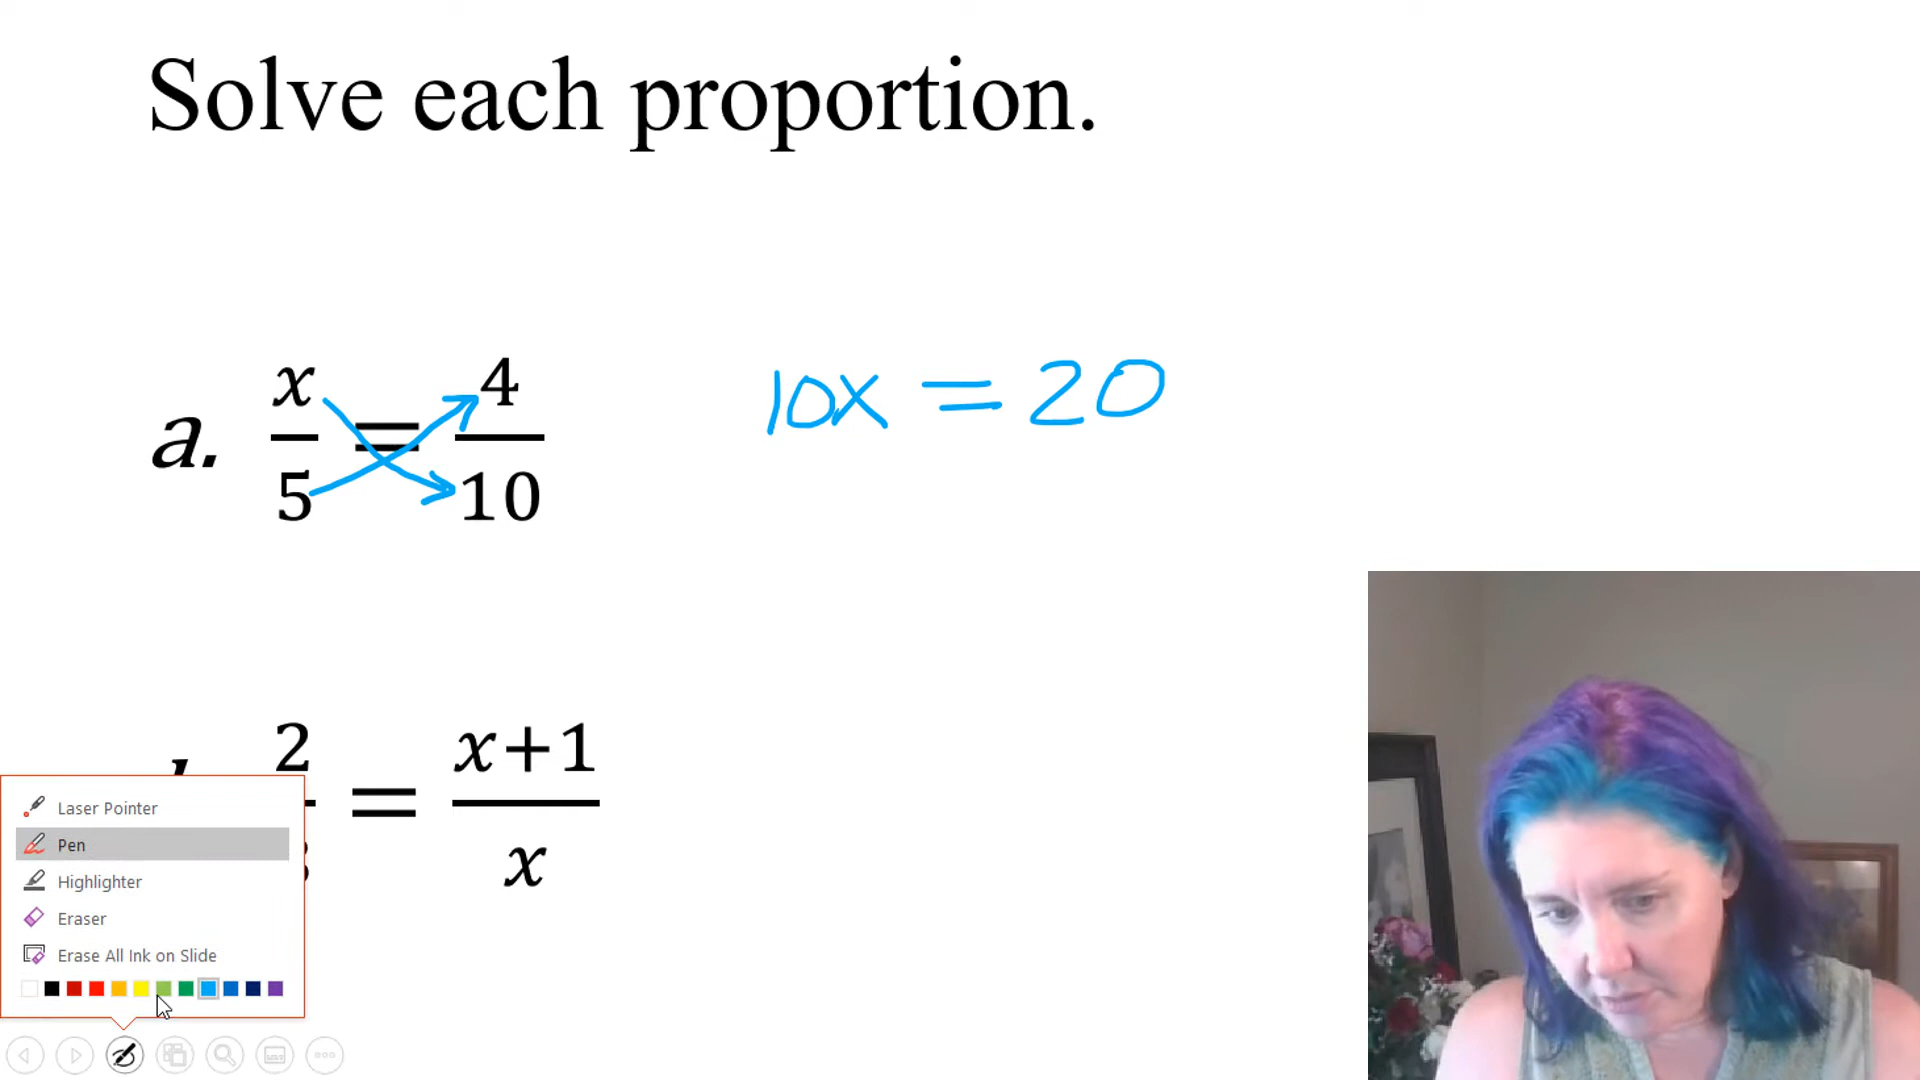 Solve each proportion.
a. x/5 = 4/10 10x = 20
2 = x+1/x
Laser Pointer
Pen
Highlighter
Eraser
Erase All Ink on Slide